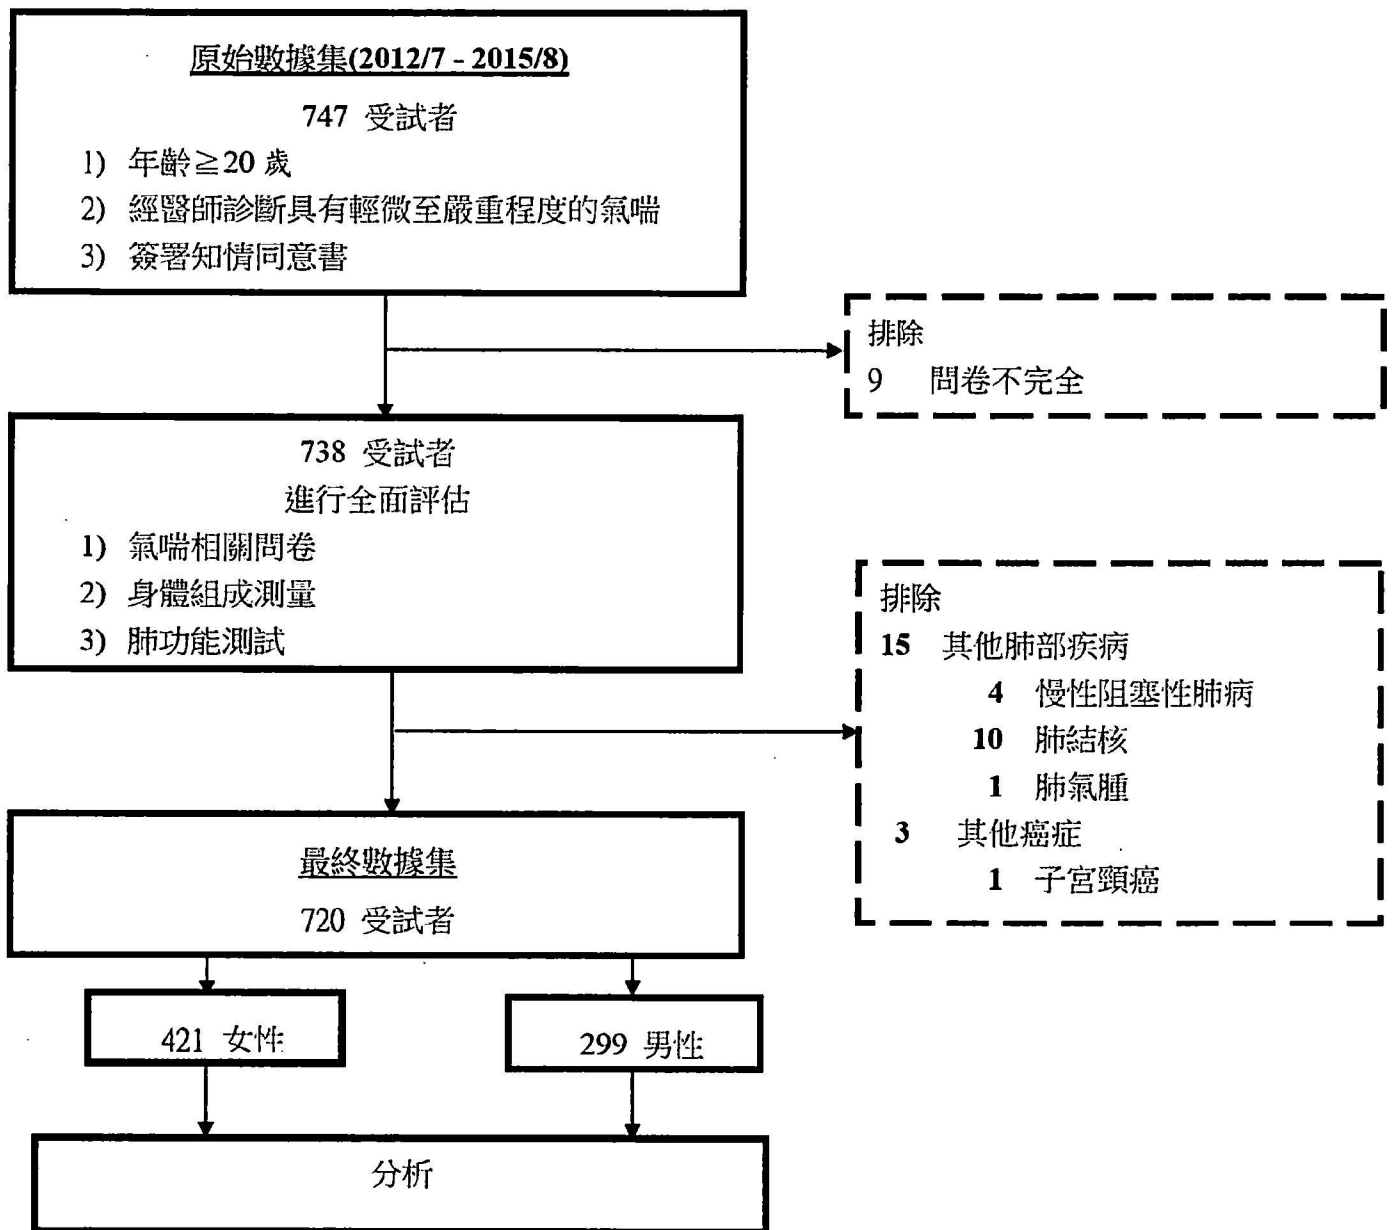 原始數據集(2012/7 - 2015/8)
747 受試者
1) 年齡≧20 歲
2) 經醫師診斷具有輕微至嚴重程度的氣喘
3) 簽署知情同意書
排除
9 問卷不完全
738 受試者
進行全面評估
1) 氣喘相關問卷
2) 身體組成測量
3) 肺功能測試
排除
15 其他肺部疾病
4 慢性阻塞性肺病
10 肺結核
1 肺氣腫
3 其他癌症
1 子宮頸癌
最終數據集
720 受試者
421 女性
299 男性
分析